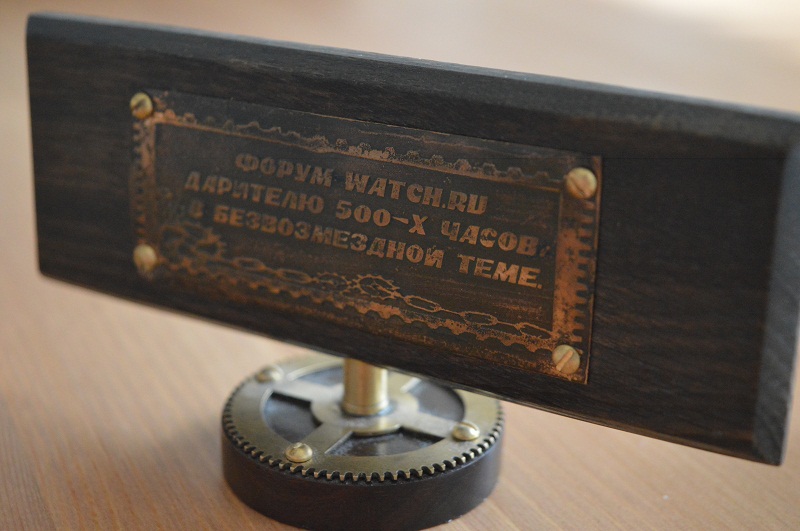 ФОРУМ WATCH.RU
ДАРИТЕЛЮ 500-Х ЧАСОВ
В БЕЗВОЗМЕЗДНОЙ ТЕМЕ.